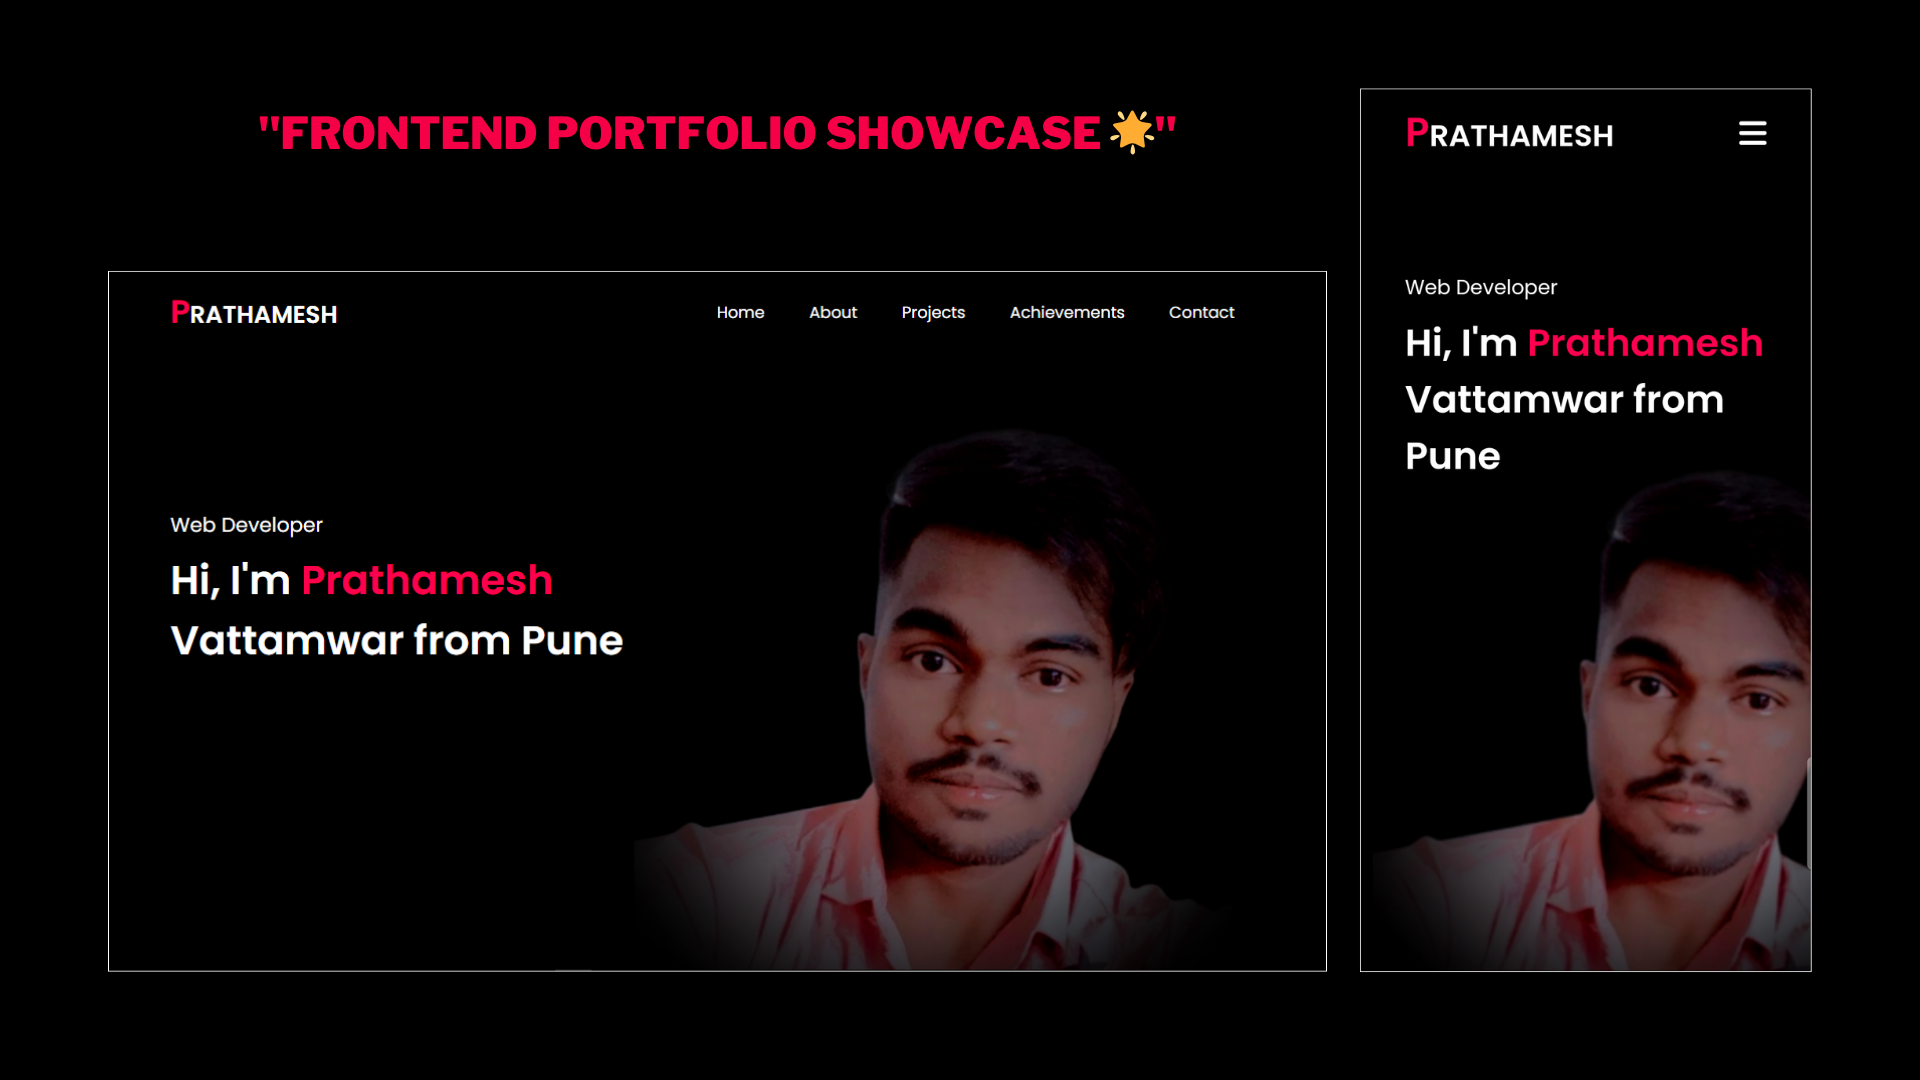 "FRONTEND PORTFOLIO SHOWCASE 🌟"
PRATHAMESH
Home About Projects Achievements Contact
Web Developer
Hi, I'm Prathamesh
Vattamwar from Pune
PRATHAMESH
Web Developer
Hi, I'm Prathamesh
Vattamwar from
Pune